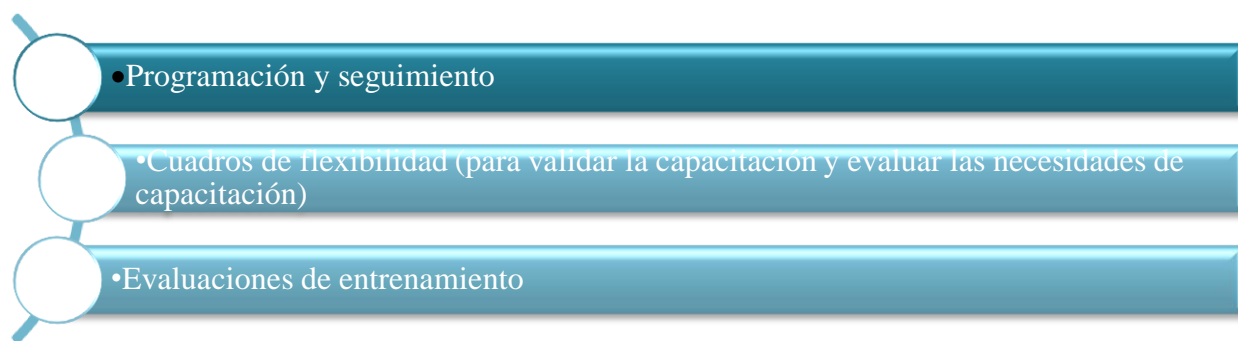 •Programación y seguimiento
•Cuadros de flexibilidad (para validar la capacitación y evaluar las necesidades de
capacitación)
•Evaluaciones de entrenamiento